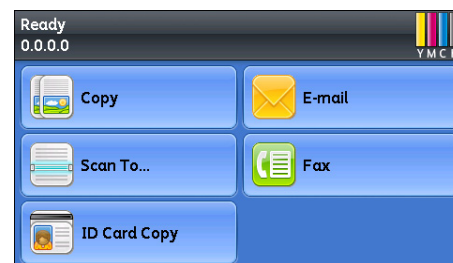 Ready
0.0.0.0
Y M C
Copy
E-mail
Scan To...
Fax
ID Card Copy